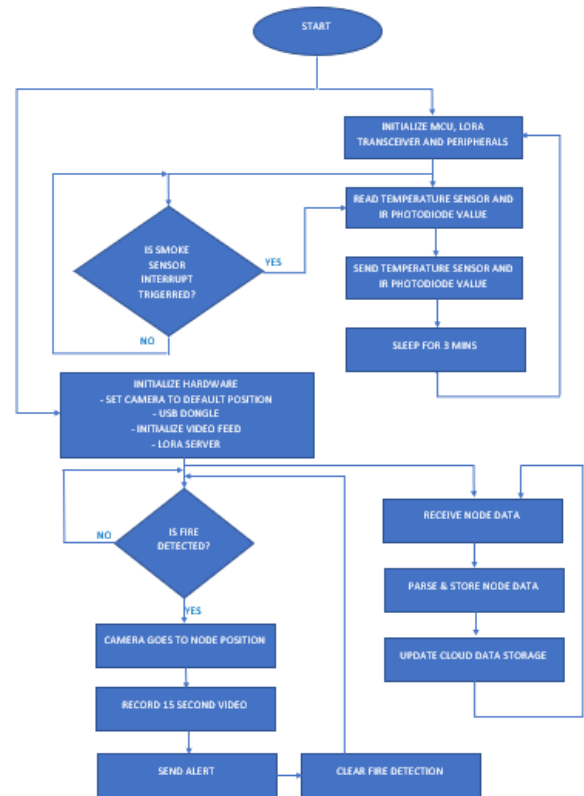 START
INITIALIZE MCU, LORA
TRANSCEIVER AND PERIPHERALS
READ TEMPERATURE SENSOR AND
IR PHOTODIODE VALUE
IS SMOKE
SENSOR
INTERRUPT
TRIGERRED?
YES
NO
SEND TEMPERATURE SENSOR AND
IR PHOTODIODE VALUE
SLEEP FOR 3 MINS
INITIALIZE HARDWARE
- SET CAMERA TO DEFAULT POSITION
- USB DONGLE
- INITIALIZE VIDEO FEED
- LORA SERVER
IS FIRE
DETECTED?
NO
YES
CAMERA GOES TO NODE POSITION
RECORD 15 SECOND VIDEO
SEND ALERT
CLEAR FIRE DETECTION
RECEIVE NODE DATA
PARSE & STORE NODE DATA
UPDATE CLOUD DATA STORAGE